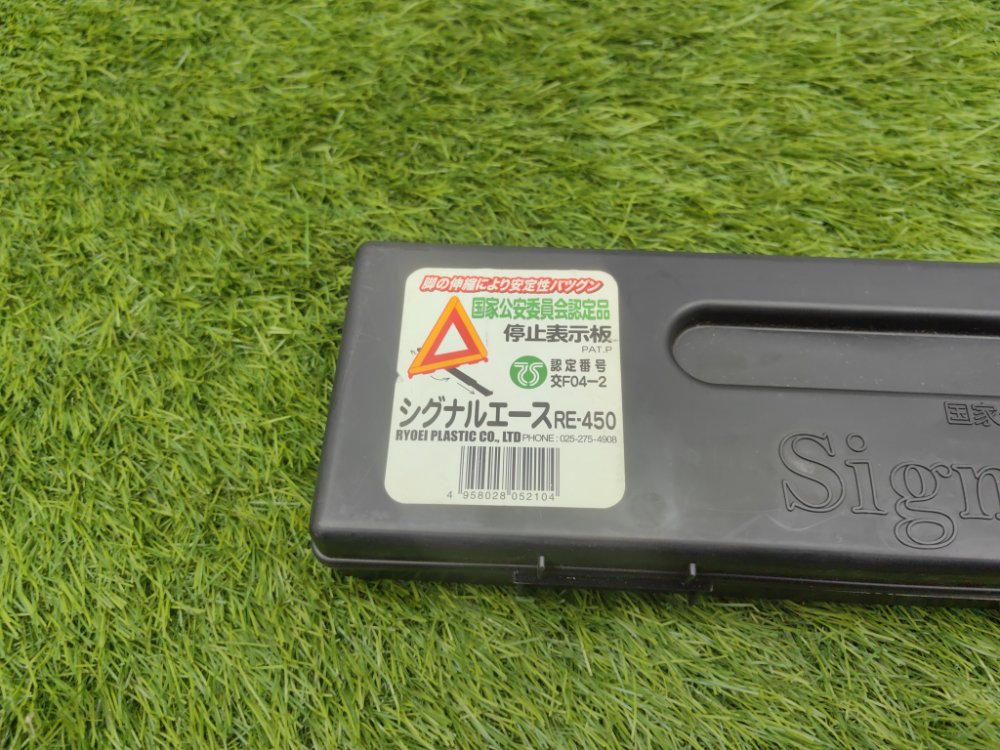 脚の伸縮により安定性バツグン
国家公安委員会認定品
停止表示板
PAT.P
認定番号
交F04-2
シグナルエース RE-450
RYOEI PLASTIC CO., LTD PHONE : 025-275-4908
4 958028 052104
国家
Sign